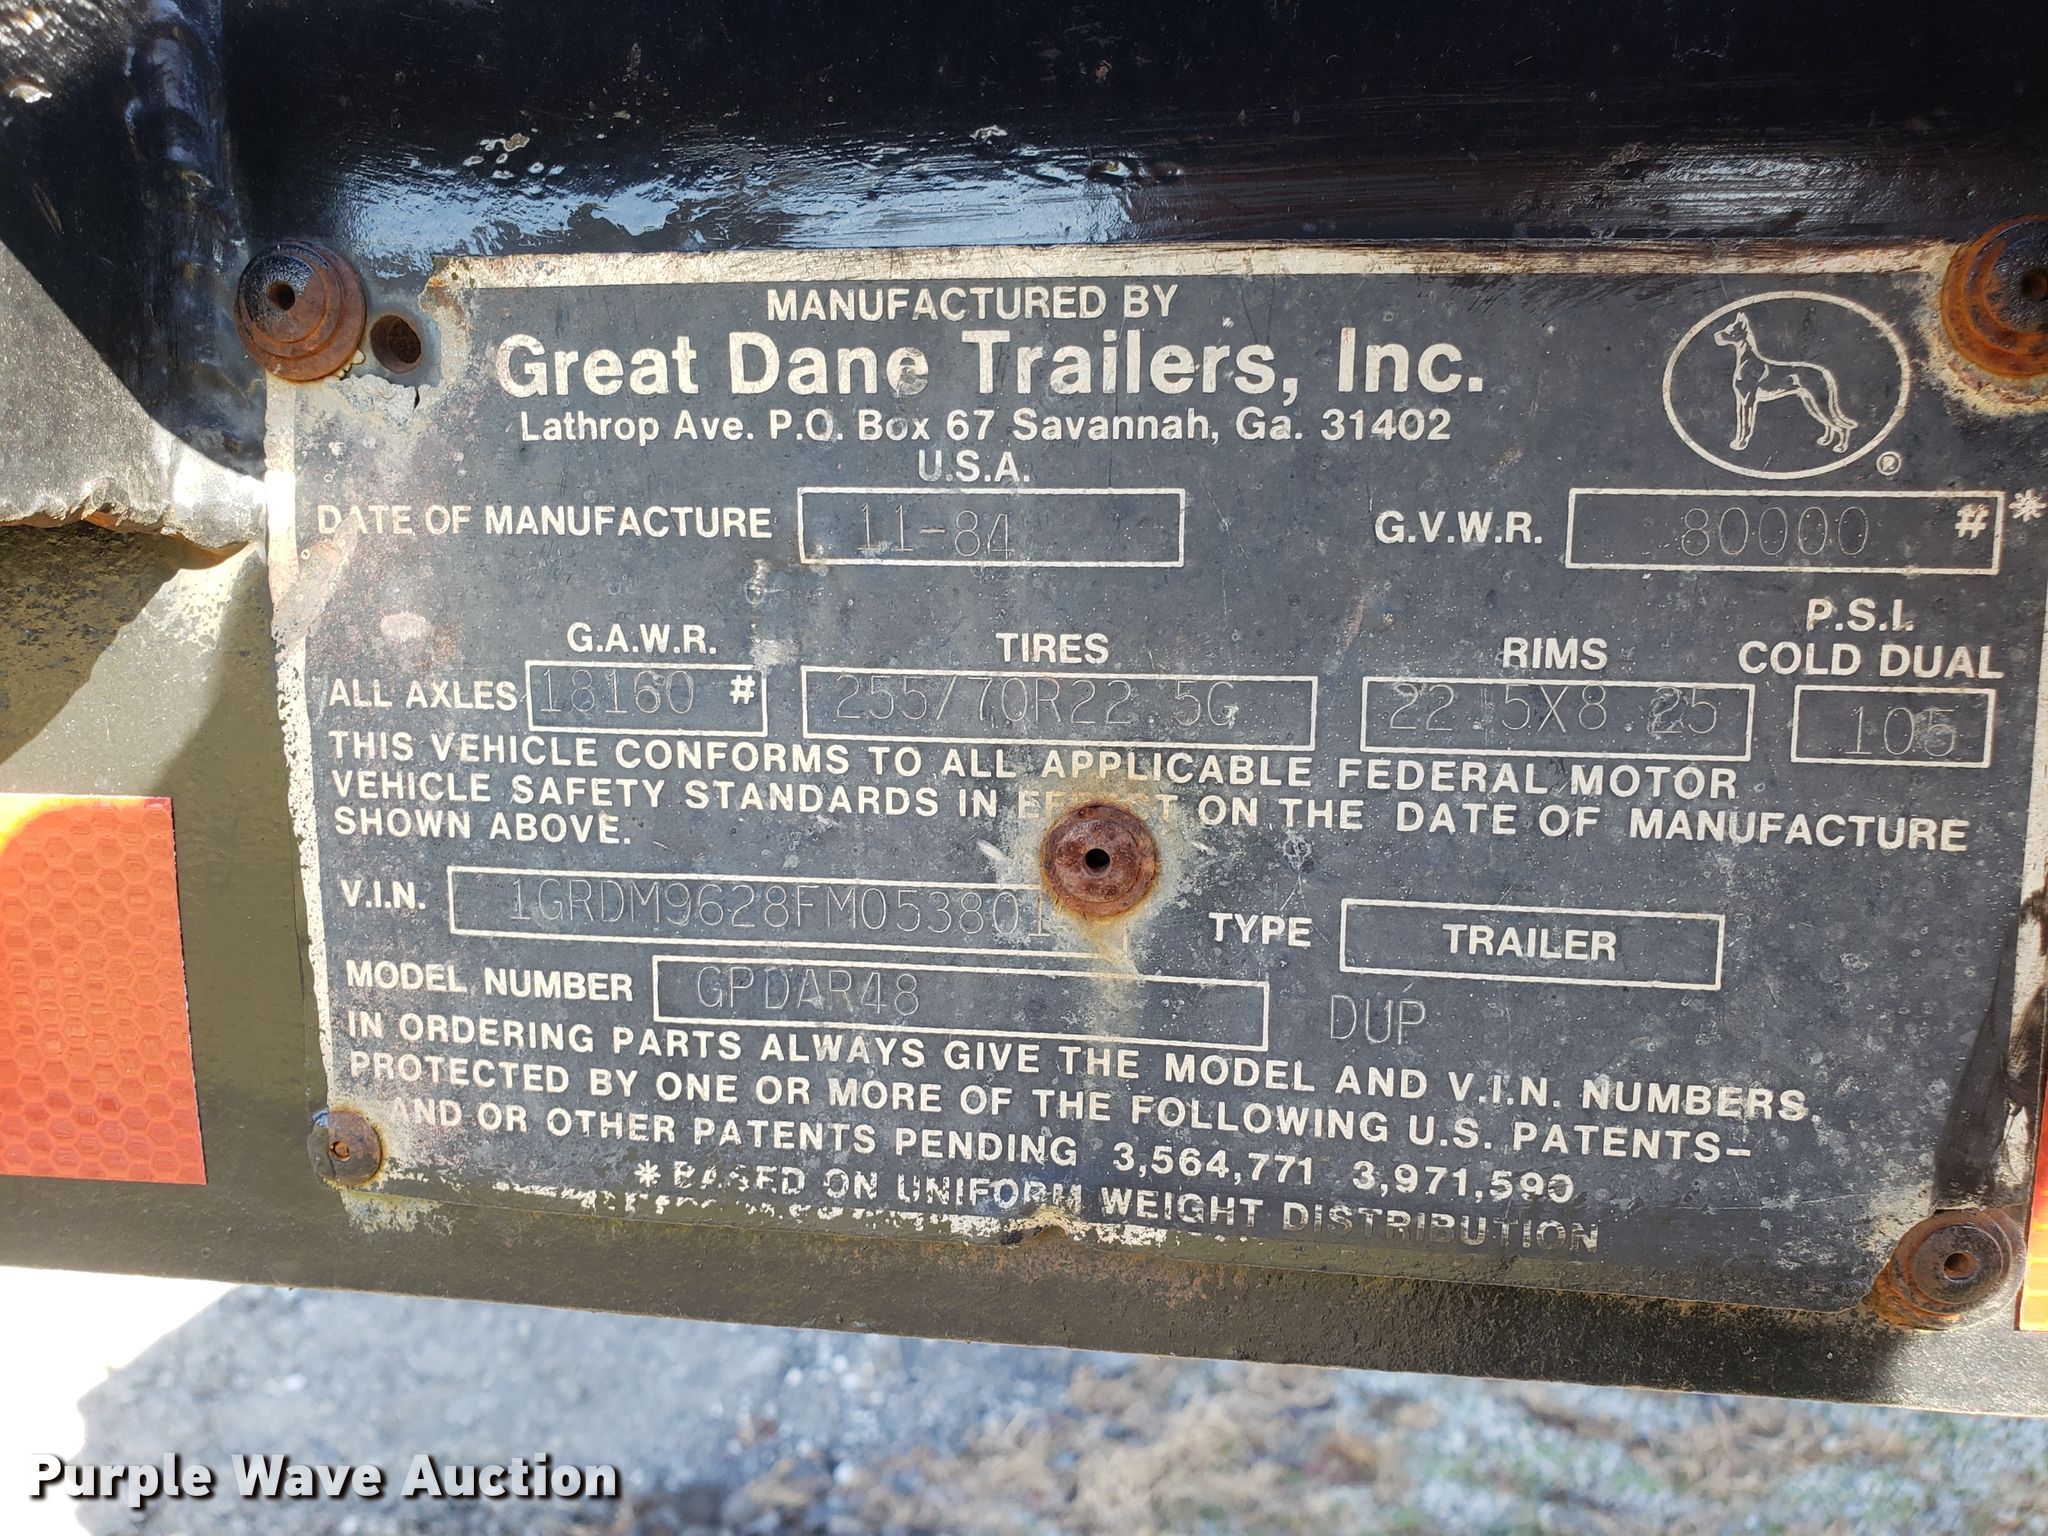 MANUFACTURED BY
Great Dane Trailers, Inc.
Lathrop Ave. P.O. Box 67 Savannah, Ga. 31402
U.S.A.
®
DATE OF MANUFACTURE 11-84 G.V.W.R. 80000 # *
G.A.W.R. TIRES RIMS P.S.I. COLD DUAL
ALL AXLES 18160 # 255/70R22 5G 22 5X8 25 105
THIS VEHICLE CONFORMS TO ALL APPLICABLE FEDERAL MOTOR
VEHICLE SAFETY STANDARDS IN ON THE DATE OF MANUFACTURE
SHOWN ABOVE.
V.I.N. 1GRDM9628FM053801 TYPE TRAILER
MODEL NUMBER GPDAR48 DUP
IN ORDERING PARTS ALWAYS GIVE THE MODEL AND V.I.N. NUMBERS.
PROTECTED BY ONE OR MORE OF THE FOLLOWING U.S. PATENTS–
AND OR OTHER PATENTS PENDING 3,564,771 3,971,590
*BASED ON UNIFORM WEIGHT DISTRIBUTION
Purple Wave Auction